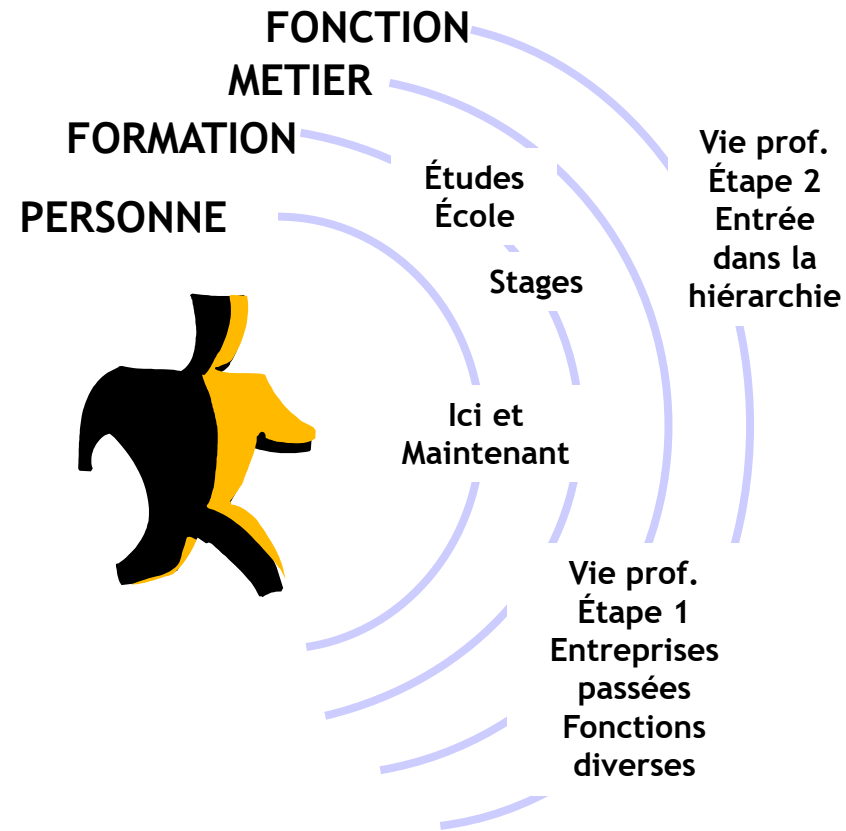 FONCTION
METIER
FORMATION
PERSONNE
Études
École
Stages
Ici et
Maintenant
Vie prof.
Étape 2
Entrée
dans la
hiérarchie
Vie prof.
Étape 1
Entreprises
passées
Fonctions
diverses